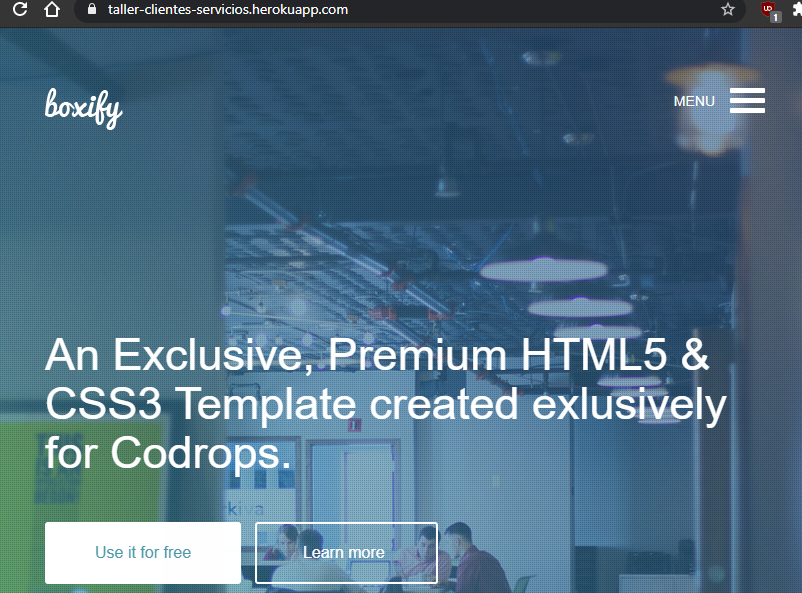 taller-clientes-servicios.herokuapp.com
1
boxify
MENU
An Exclusive, Premium HTML5 &
CSS3 Template created exlusively
for Codrops.
Use it for free
Learn more